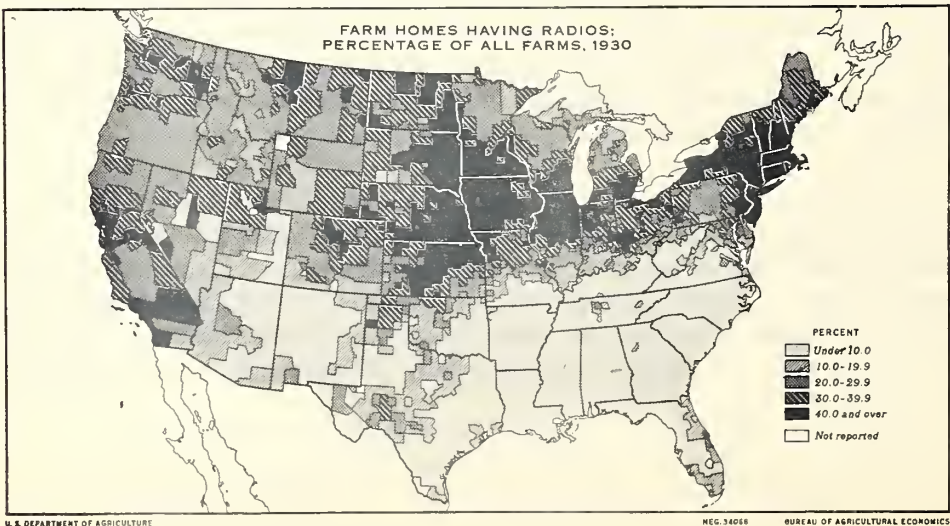 FARM HOMES HAVING RADIOS;
PERCENTAGE OF ALL FARMS, 1930
PERCENT
Under 10.0
10.0-19.9
20.0-29.9
30.0-39.9
40.0 and over
Not reported
U. S. DEPARTMENT OF AGRICULTURE
NEG. 34068
BUREAU OF AGRICULTURAL ECONOMICS